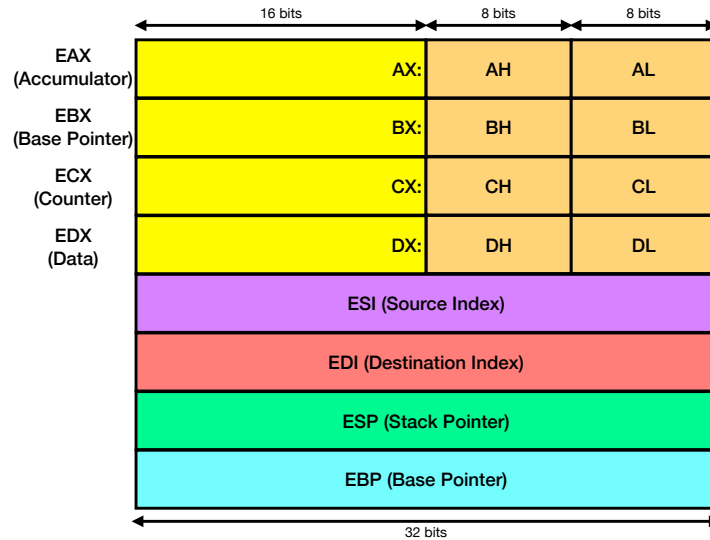 16 bits 8 bits 8 bits
EAX
(Accumulator)
AX: AH AL
EBX
(Base Pointer)
BX: BH BL
ECX
(Counter)
CX: CH CL
EDX
(Data)
DX: DH DL
ESI (Source Index)
EDI (Destination Index)
ESP (Stack Pointer)
EBP (Base Pointer)
32 bits